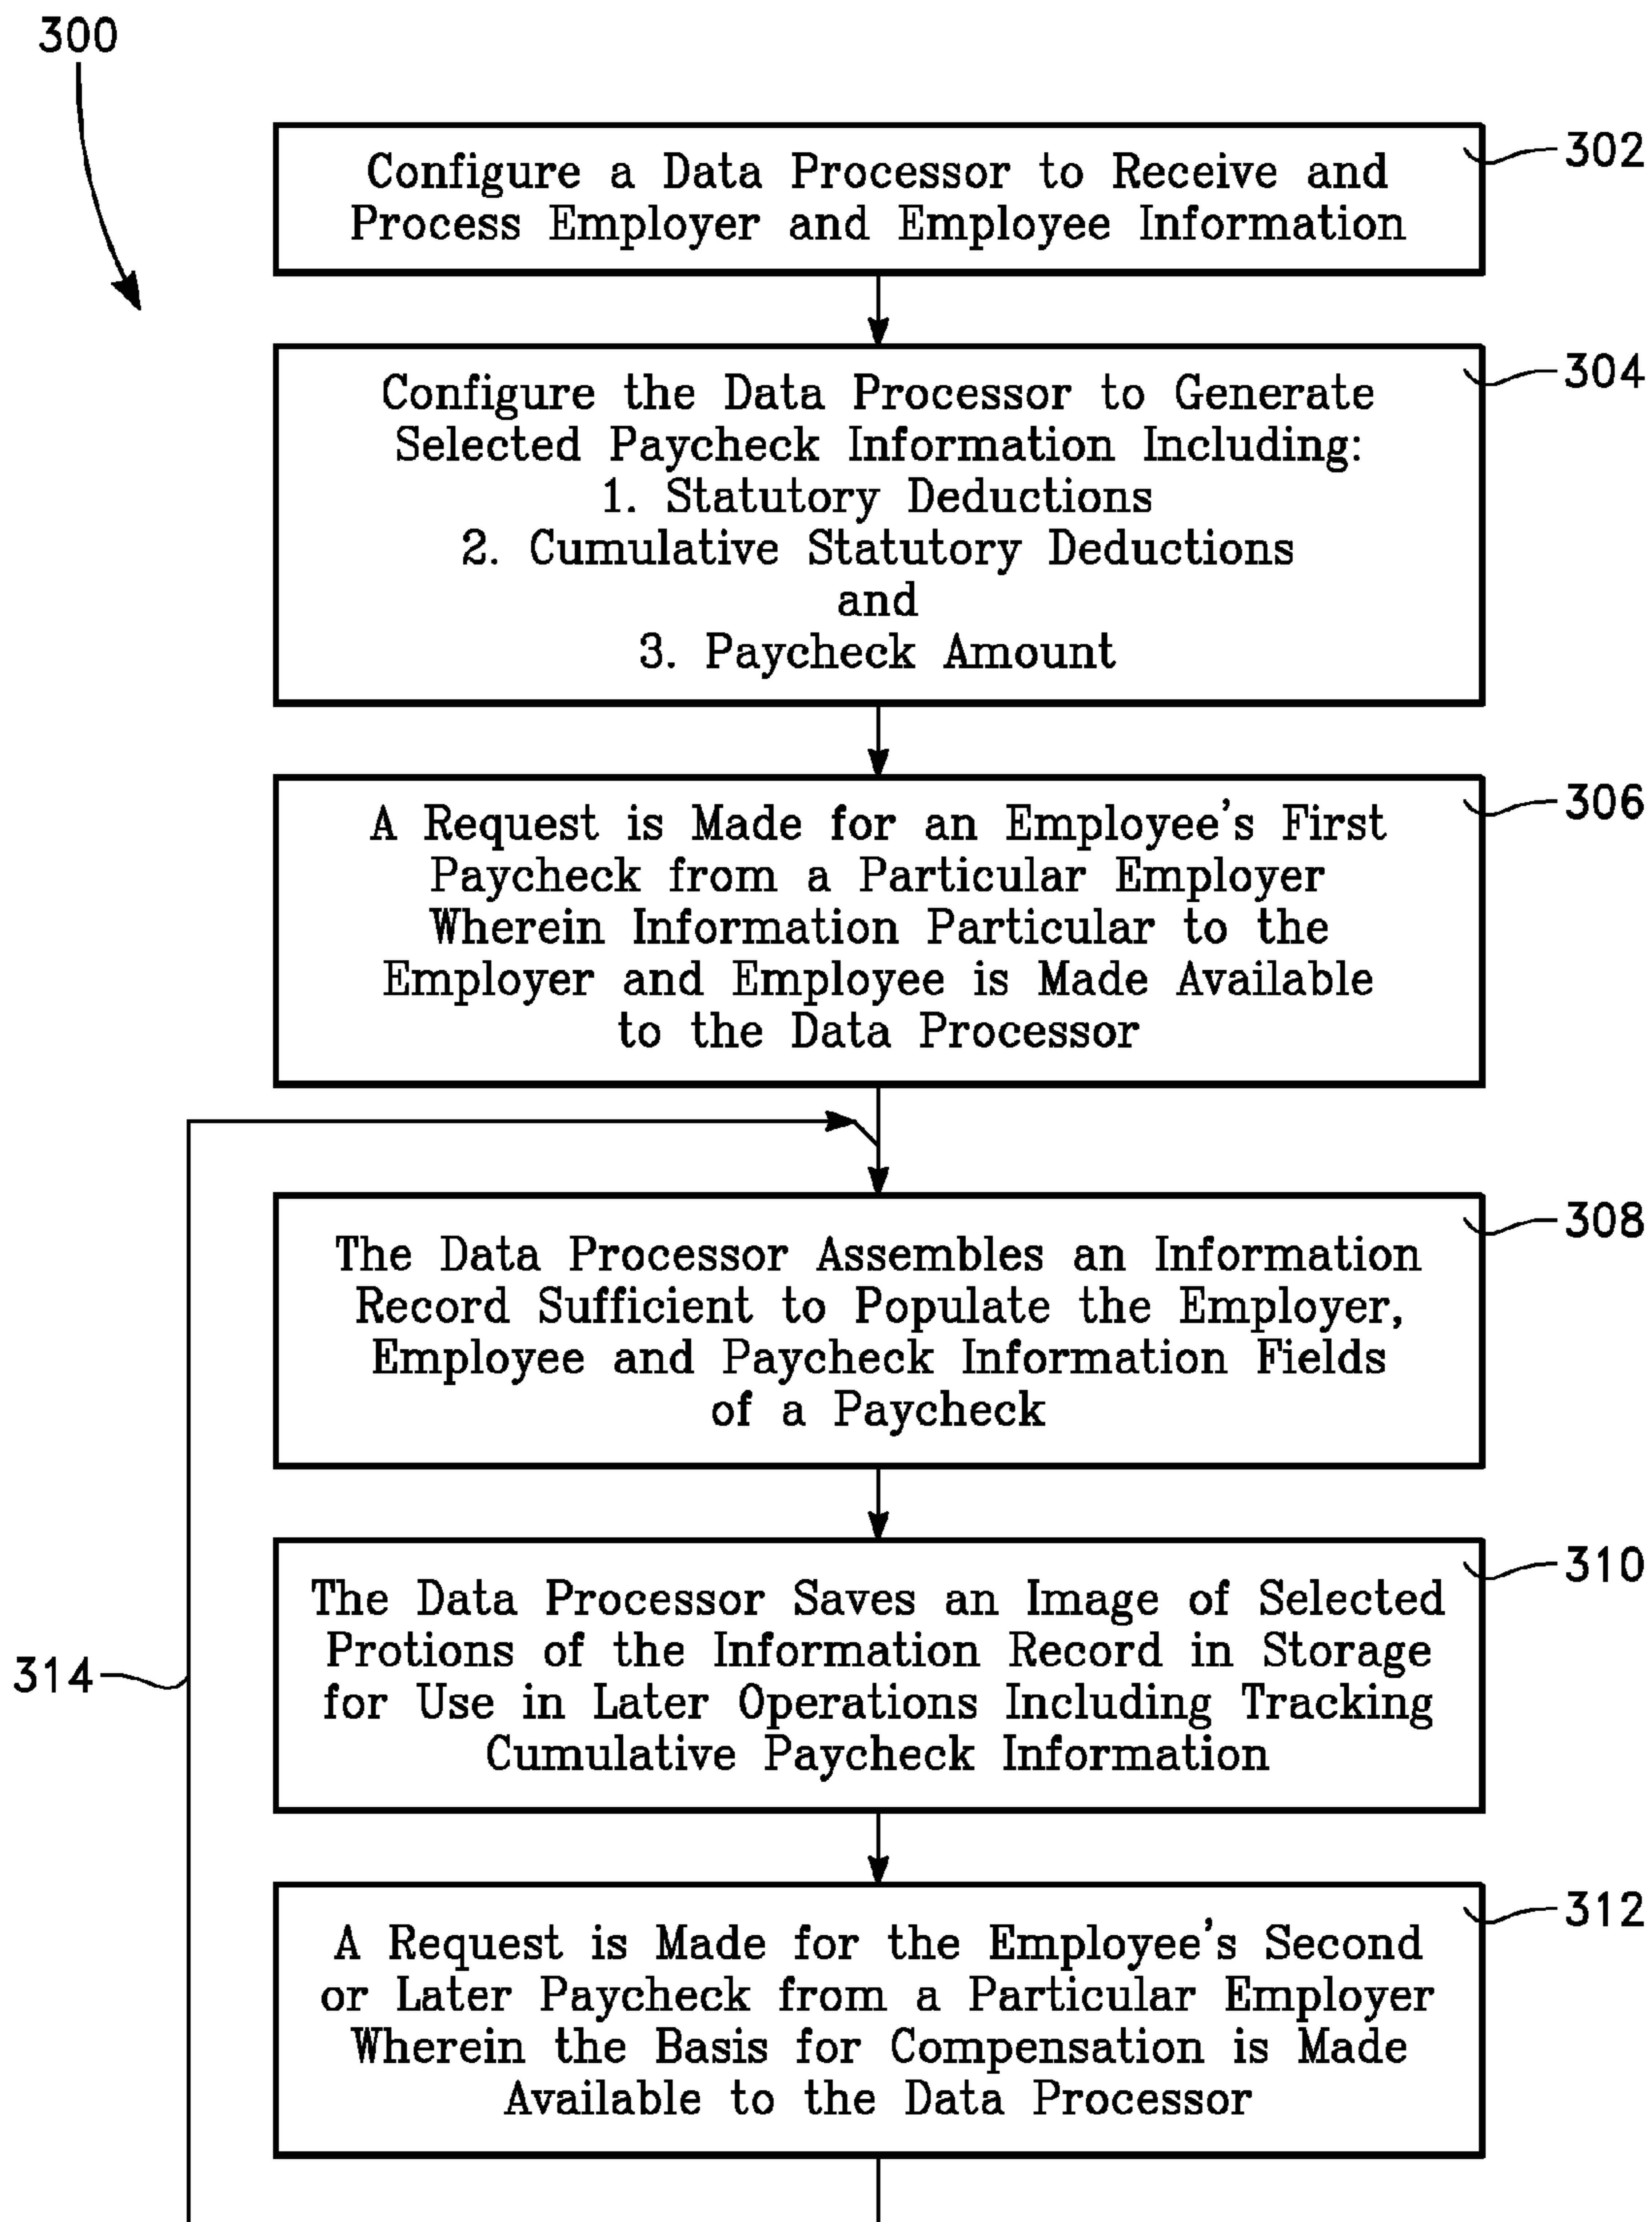 300
302
Configure a Data Processor to Receive and
Process Employer and Employee Information
304
Configure the Data Processor to Generate
Selected Paycheck Information Including:
1. Statutory Deductions
2. Cumulative Statutory Deductions
and
3. Paycheck Amount
306
A Request is Made for an Employee's First
Paycheck from a Particular Employer
Wherein Information Particular to the
Employer and Employee is Made Available
to the Data Processor
308
The Data Processor Assembles an Information
Record Sufficient to Populate the Employer,
Employee and Paycheck Information Fields
of a Paycheck
310
The Data Processor Saves an Image of Selected
Protions of the Information Record in Storage
for Use in Later Operations Including Tracking
Cumulative Paycheck Information
314
312
A Request is Made for the Employee's Second
or Later Paycheck from a Particular Employer
Wherein the Basis for Compensation is Made
Available to the Data Processor